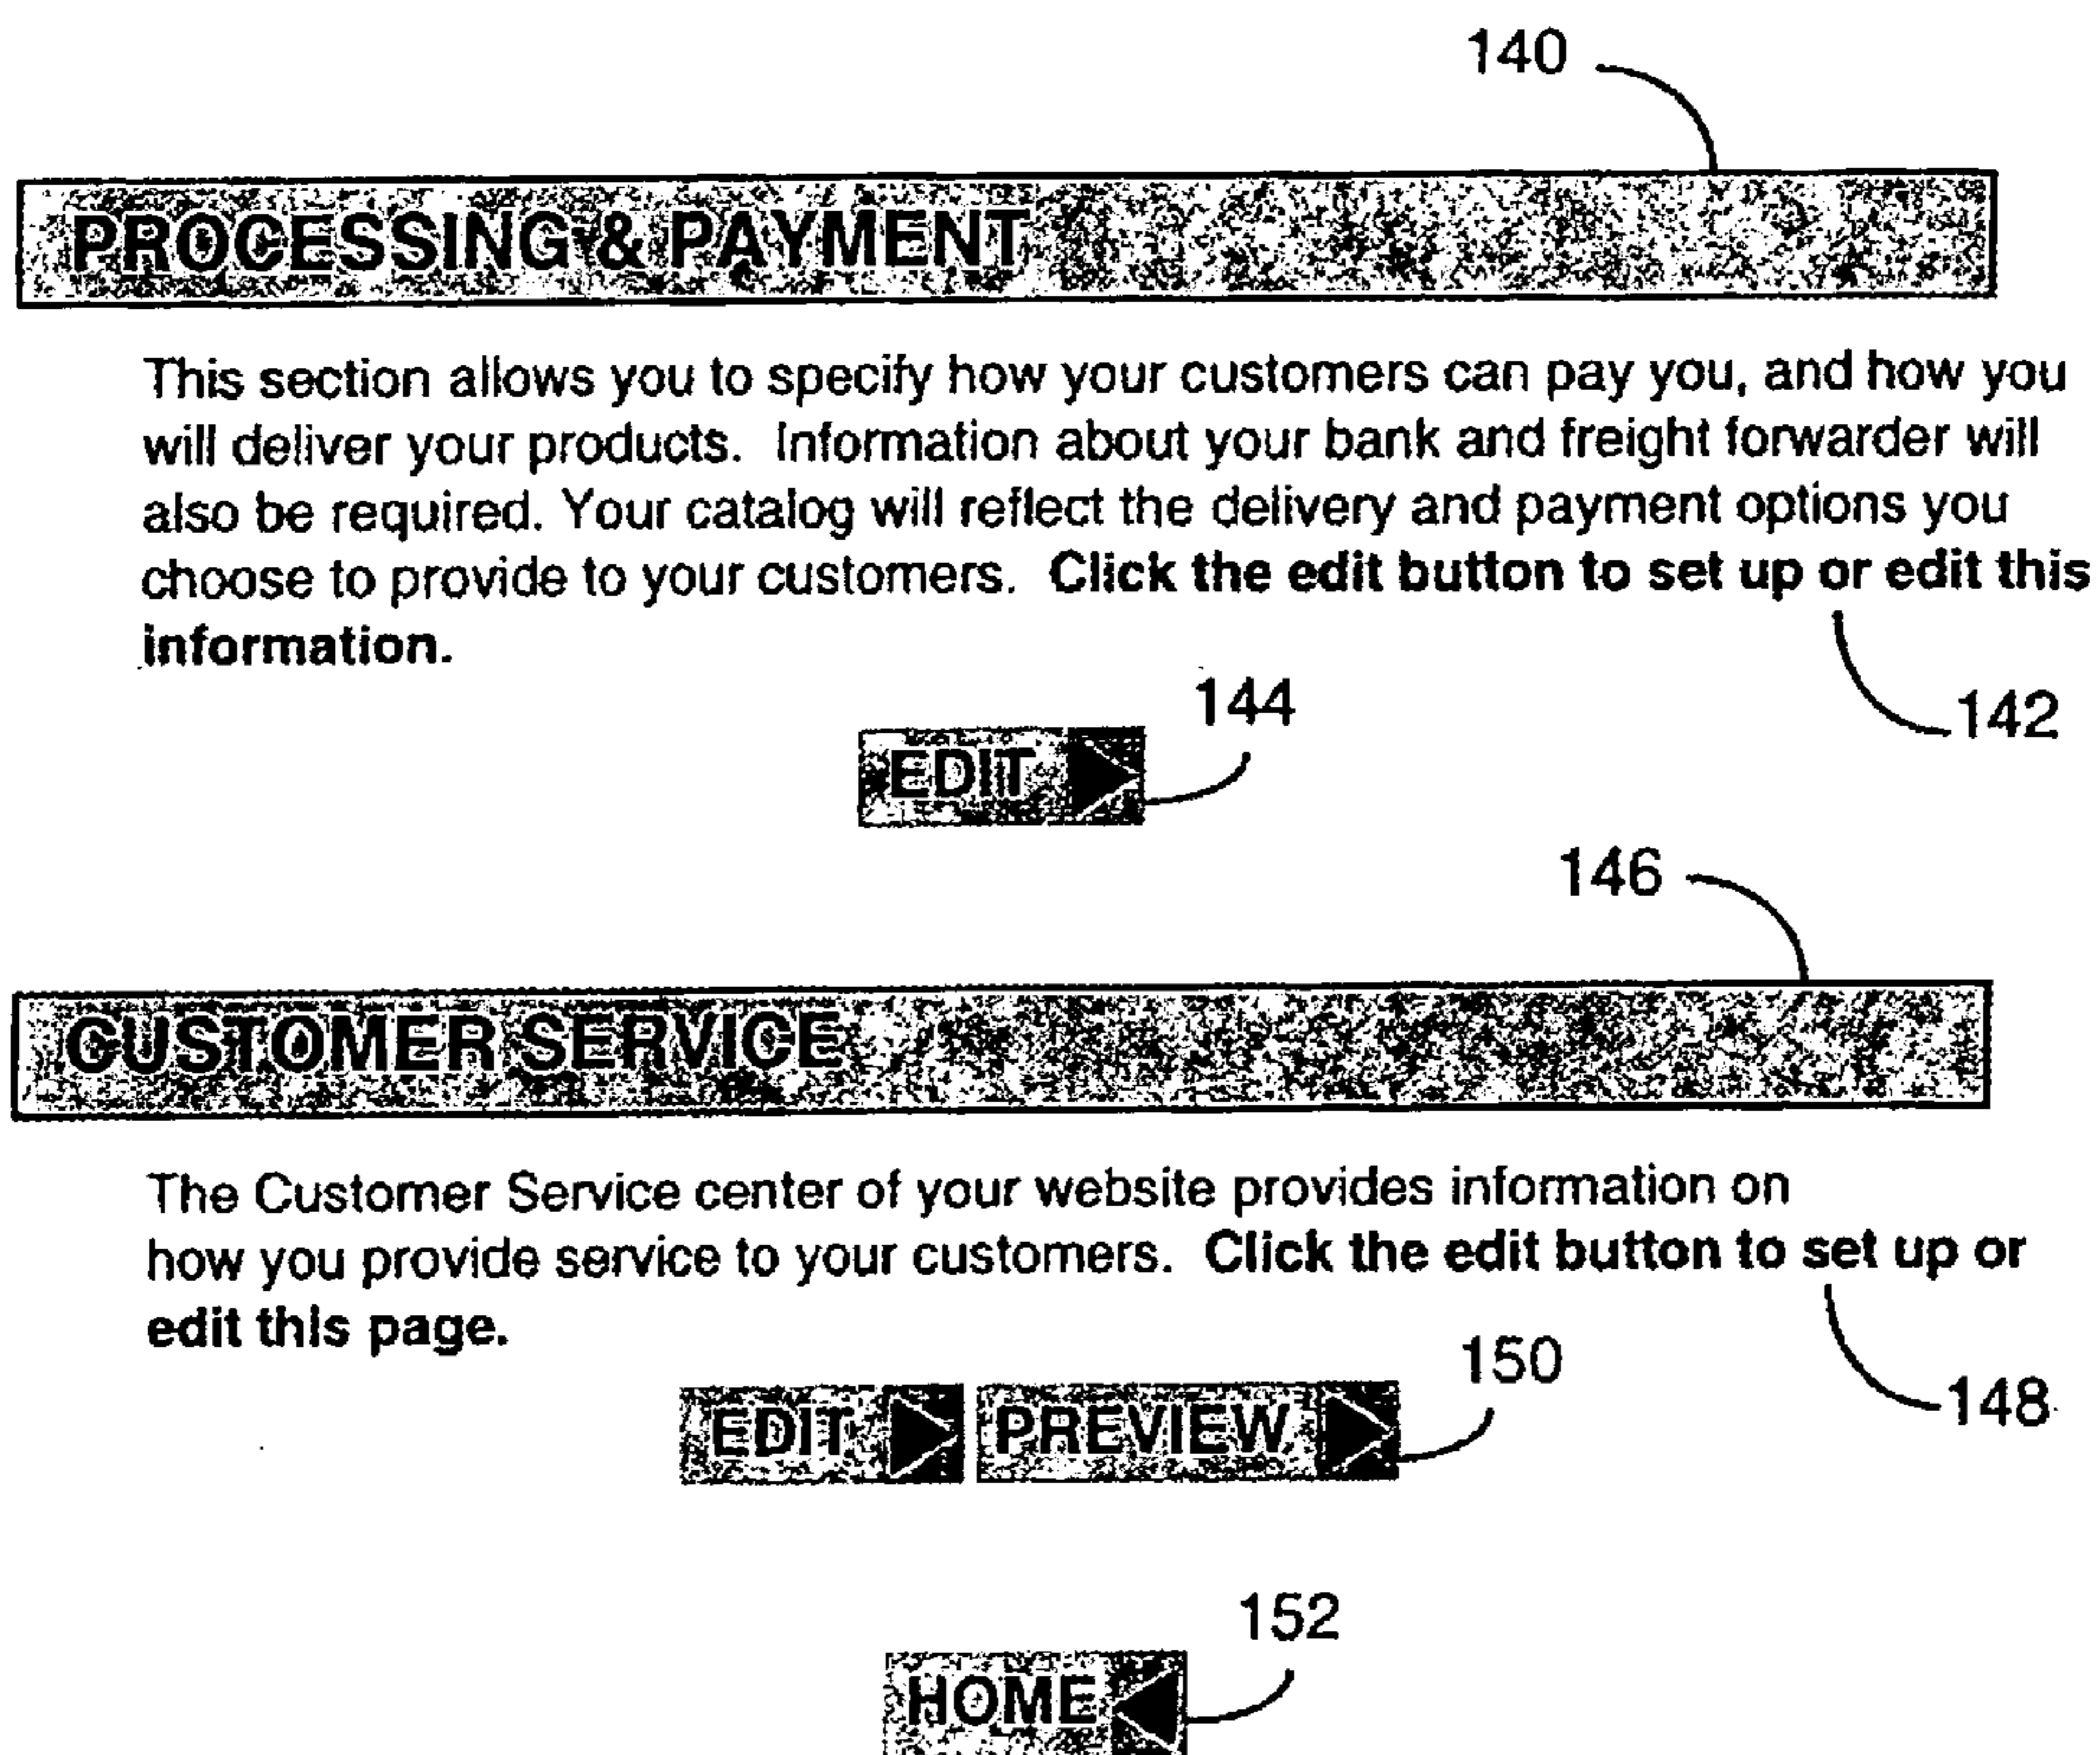 140
PROCESSING & PAYMENT
This section allows you to specify how your customers can pay you, and how you
will deliver your products. Information about your bank and freight forwarder will
also be required. Your catalog will reflect the delivery and payment options you
choose to provide to your customers. Click the edit button to set up or edit this
information.
142
144
EDIT
146
CUSTOMER SERVICE
The Customer Service center of your website provides information on
how you provide service to your customers. Click the edit button to set up or
edit this page.
148
150
EDIT PREVIEW
152
HOME